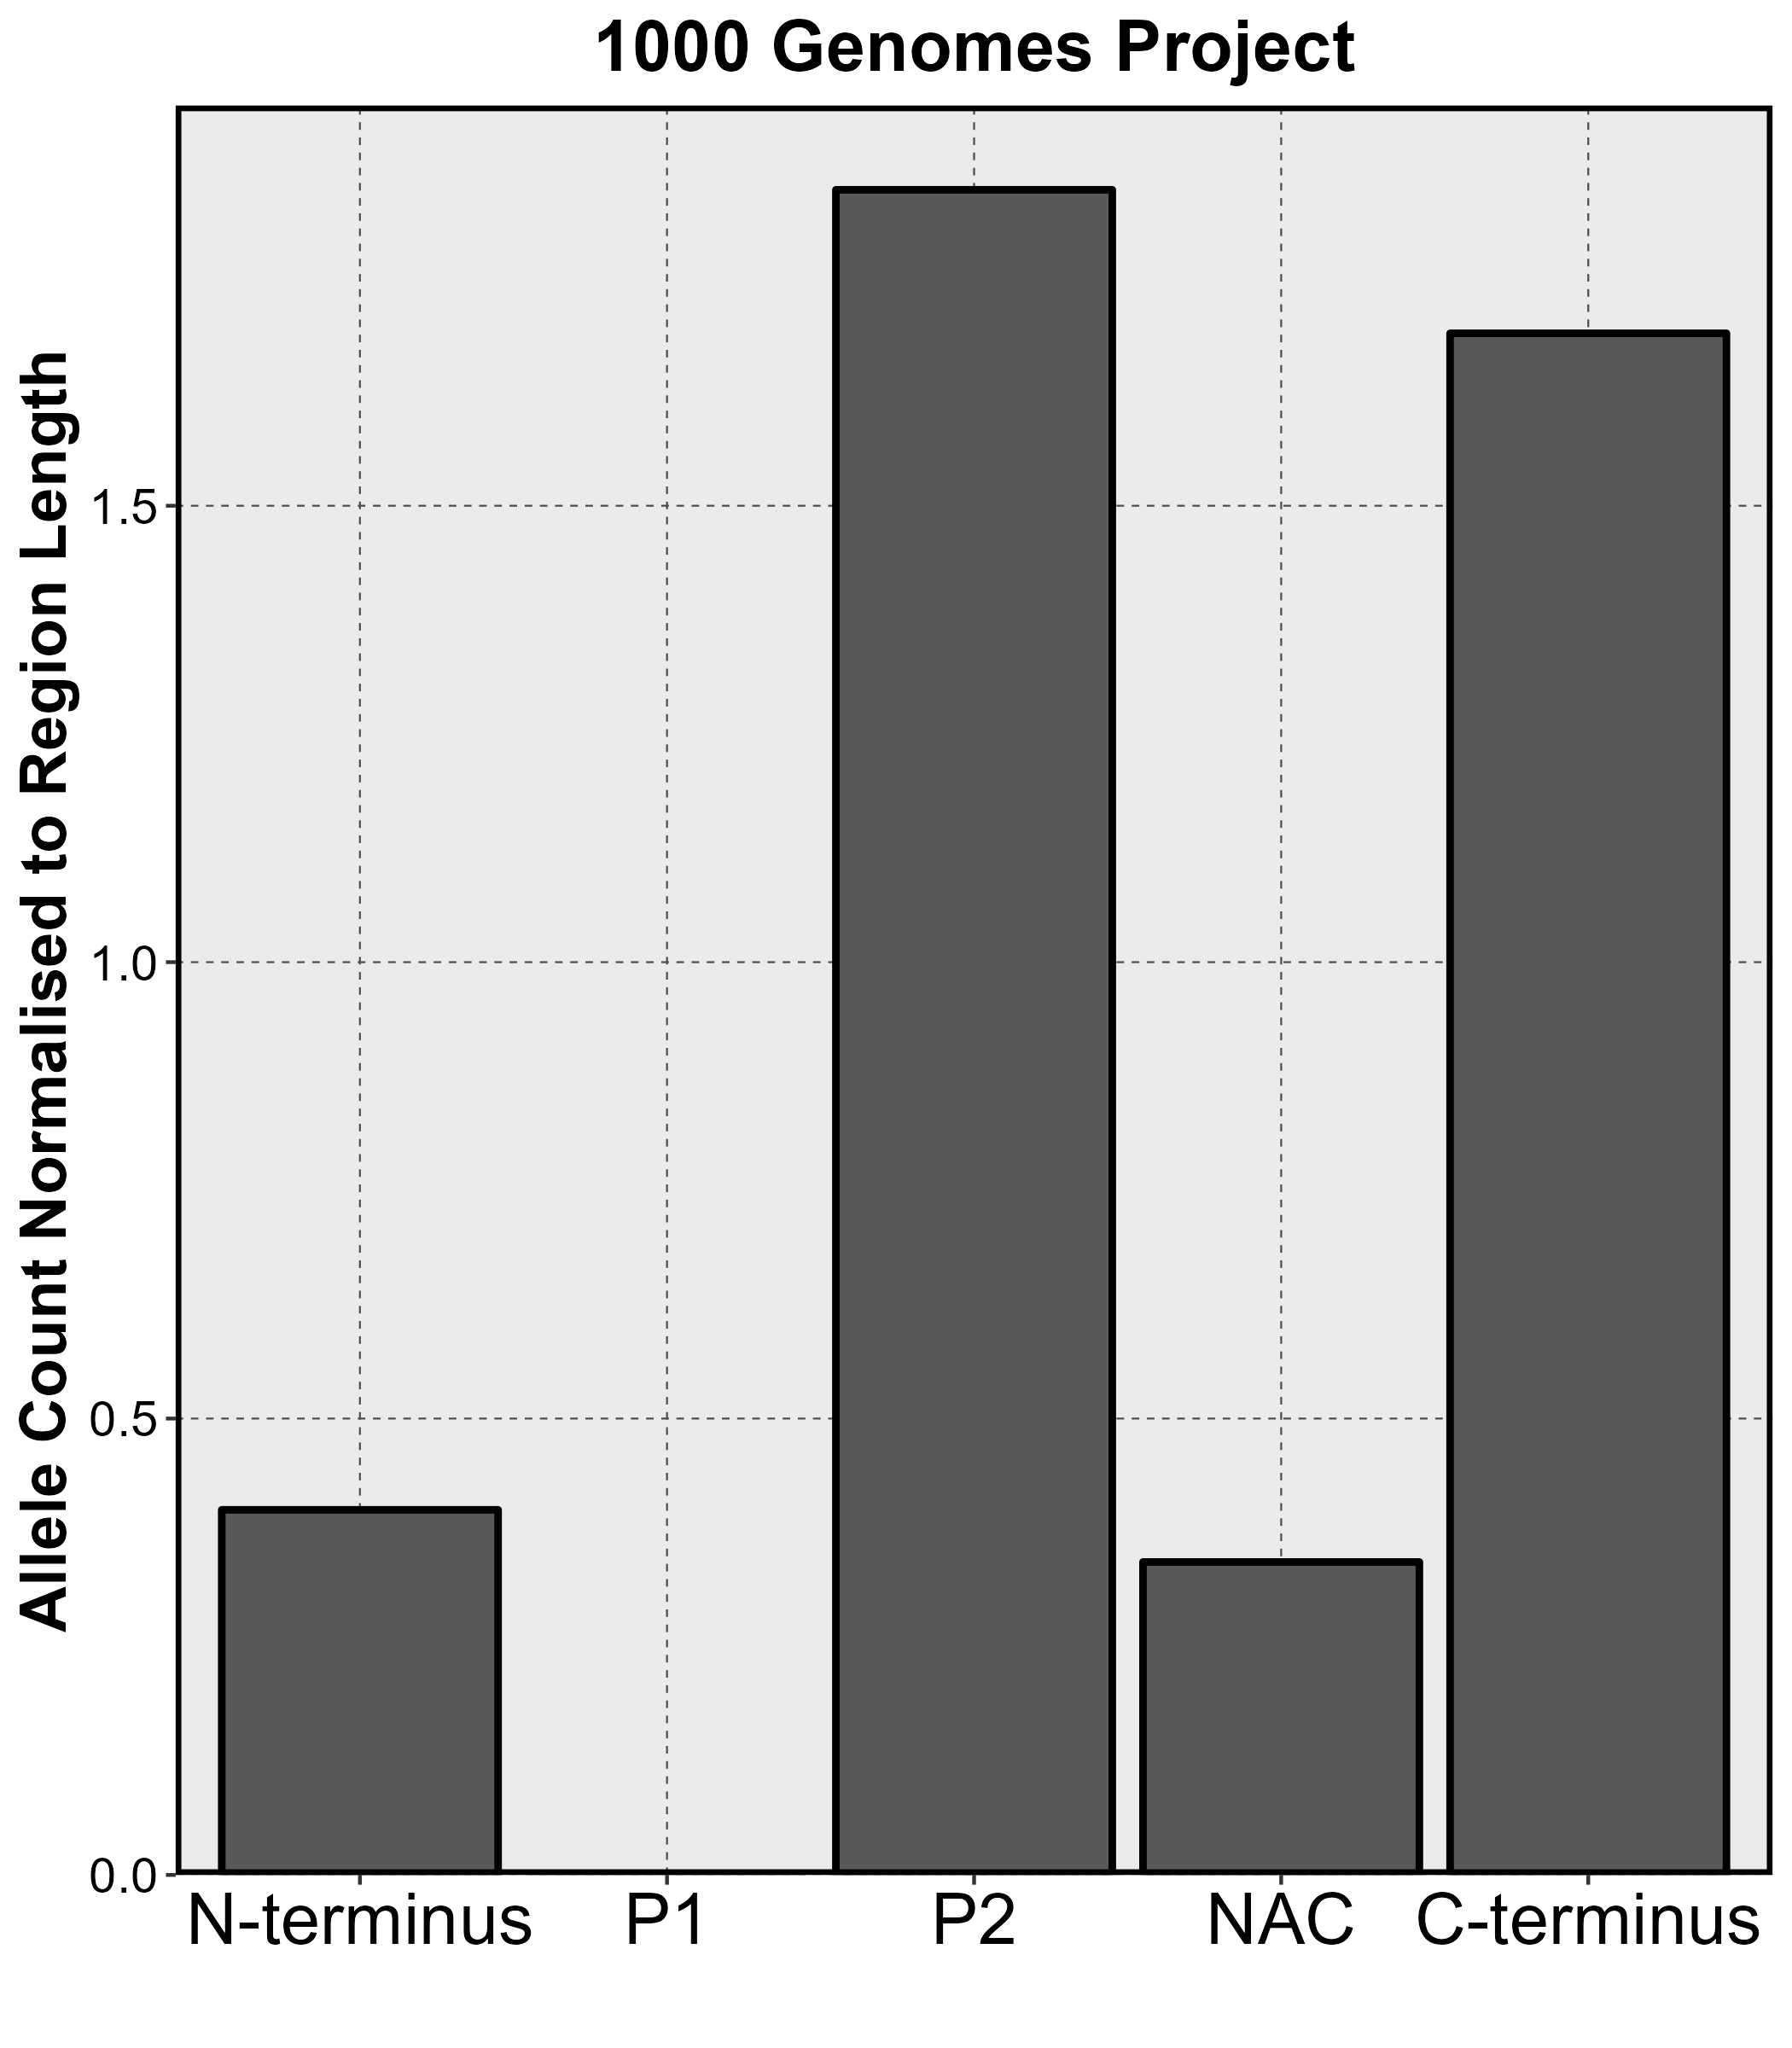 1000 Genomes Project
Allele Count Normalised to Region Length
1.5
1.0
0.5
0.0
N-terminus P1 P2 NAC C-terminus